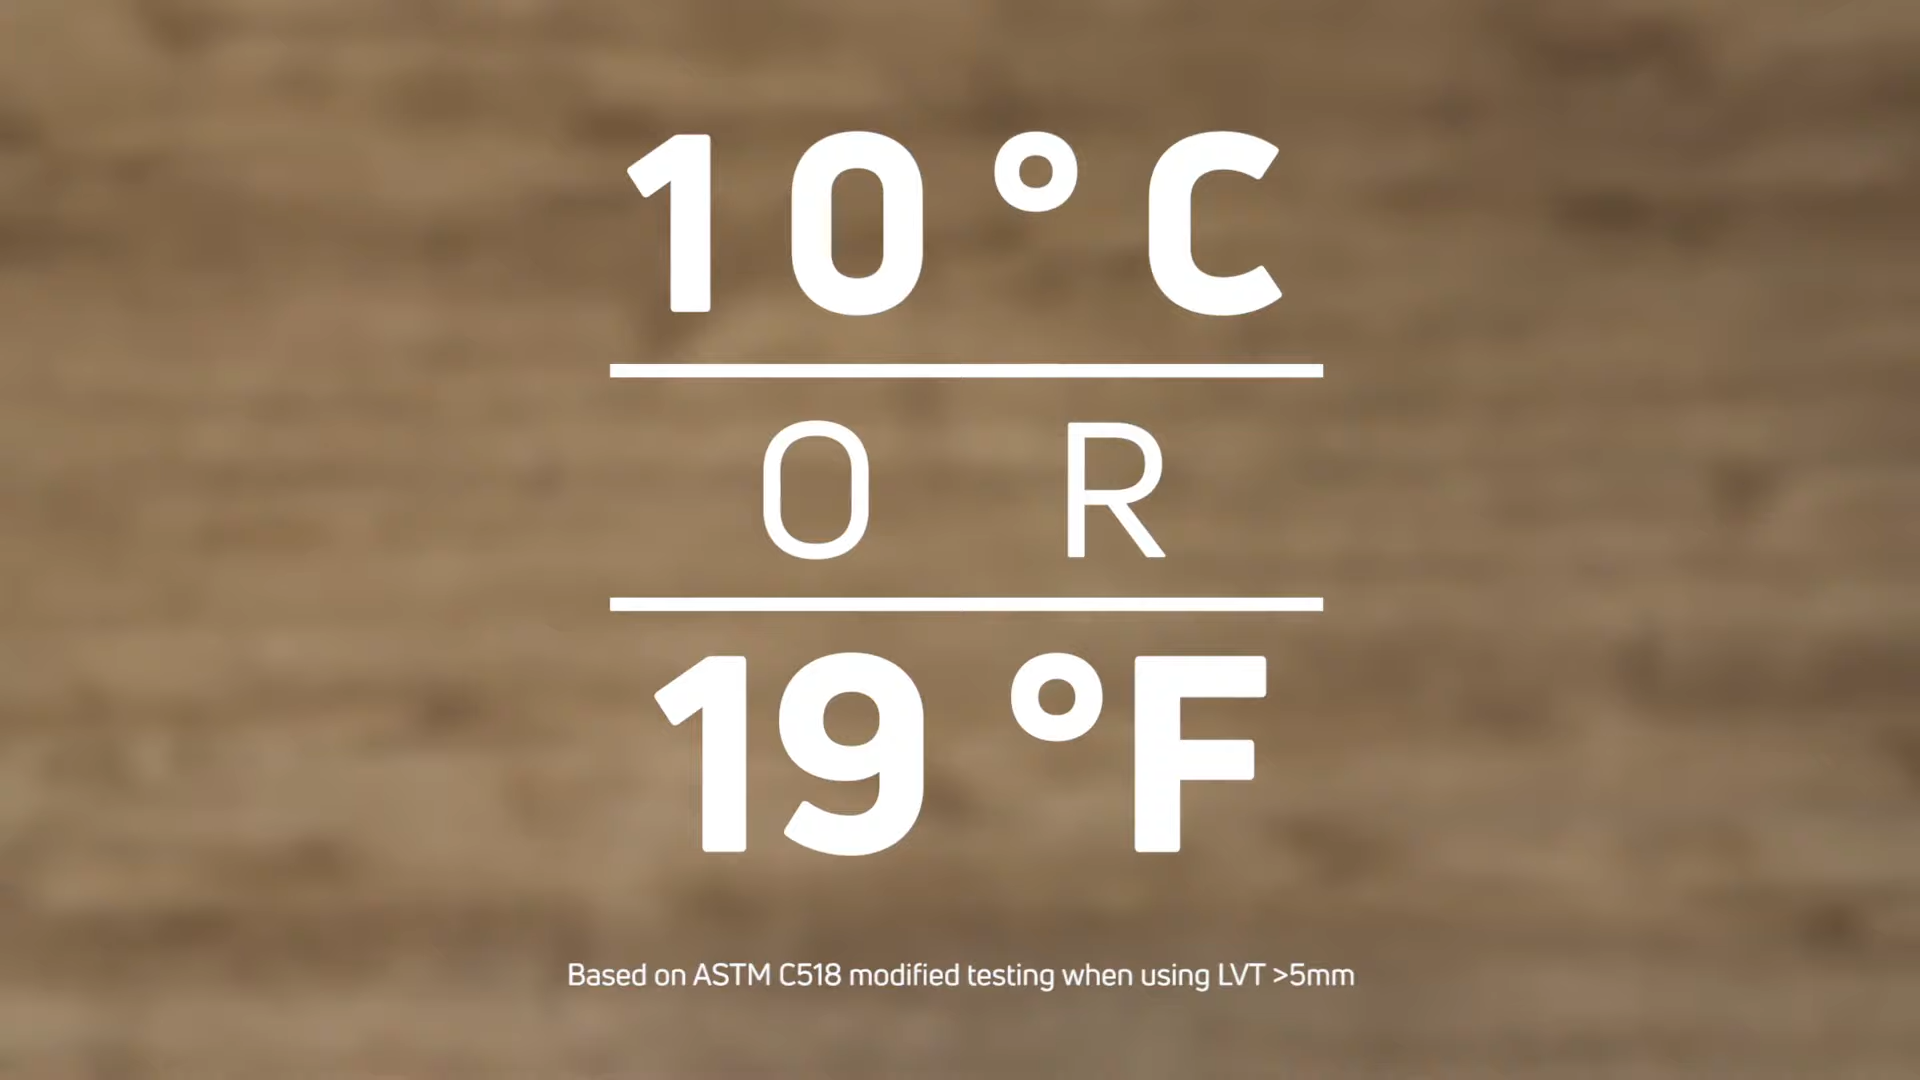 10°C
OR
19°F
Based on ASTM C518 modified testing when using LVT >5mm